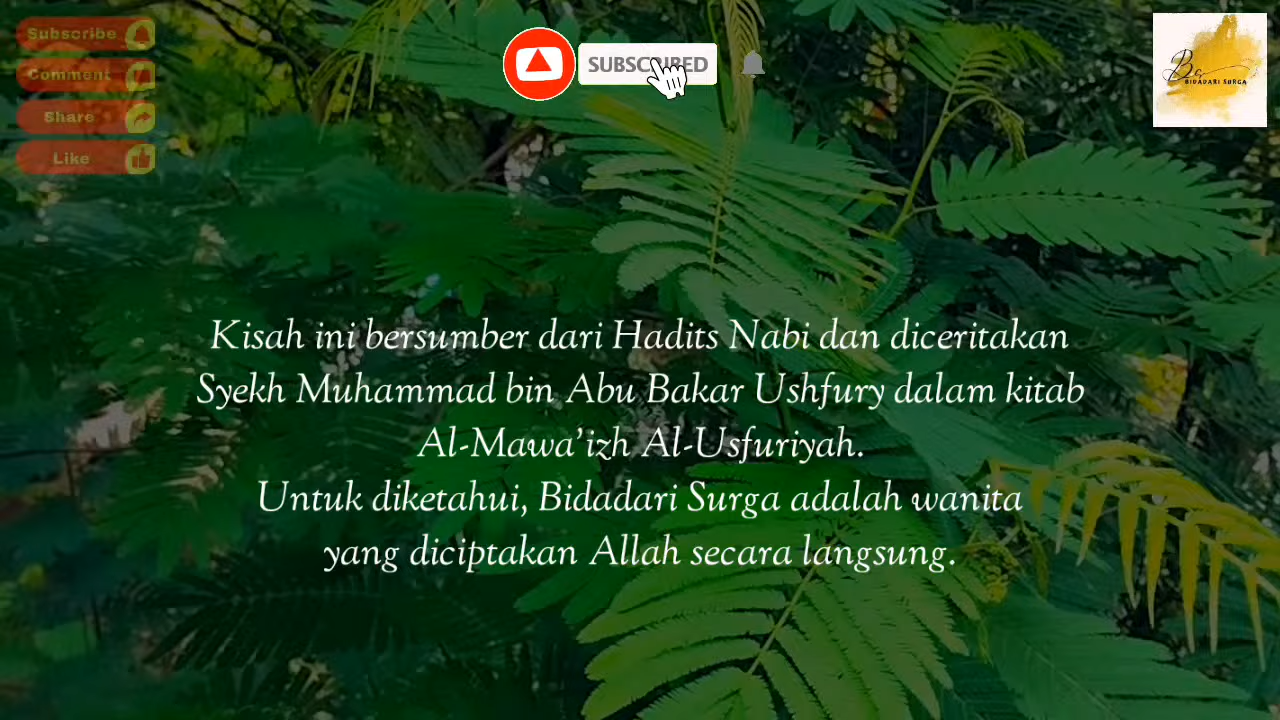 Subscribe
Comment
Share
Like
SUBSCRIBED
Bs
BIDADARI SURGA
Kisah ini bersumber dari Hadits Nabi dan diceritakan
Syekh Muhammad bin Abu Bakar Ushfury dalam kitab
Al-Mawa'izh Al-Usfuriyah.
Untuk diketahui, Bidadari Surga adalah wanita
yang diciptakan Allah secara langsung.